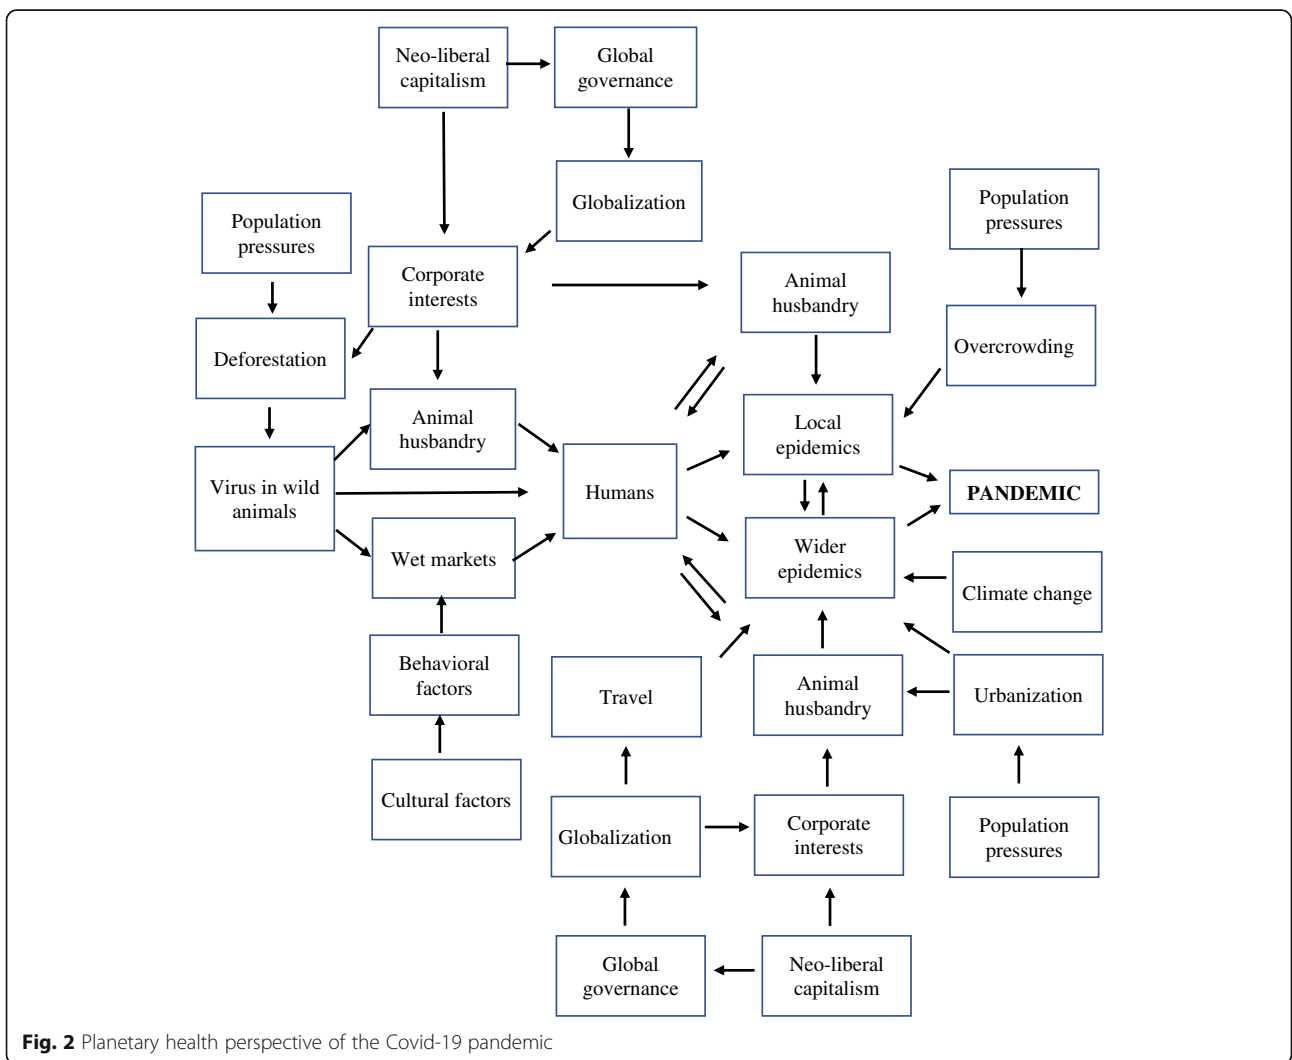 Neo-liberal
capitalism
Global
governance
Globalization
Population
pressures
Population
pressures
Corporate
interests
Animal
husbandry
Deforestation
Overcrowding
Animal
husbandry
Local
epidemics
Virus in wild
animals
Humans
PANDEMIC
Wet markets
Wider
epidemics
Climate change
Behavioral
factors
Travel
Animal
husbandry
Urbanization
Cultural factors
Globalization
Corporate
interests
Population
pressures
Global
governance
Neo-liberal
capitalism
Fig. 2 Planetary health perspective of the Covid-19 pandemic